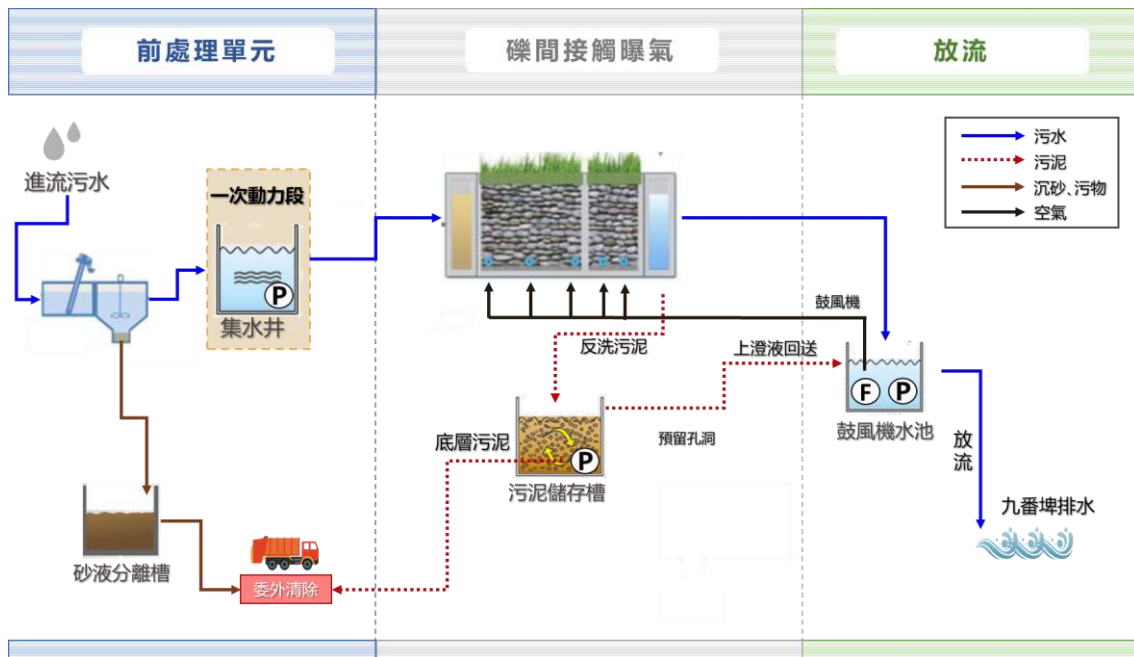 前處理單元
礫間接觸曝氣
放流
進流污水
一次動力段
P
集水井
污水
污泥
沉砂、污物
空氣
鼓風機
反洗污泥
上澄液回送
F
P
鼓風機水池
底層污泥
P
預留孔洞
污泥儲存槽
放流
九番埤排水
砂液分離槽
委外清除